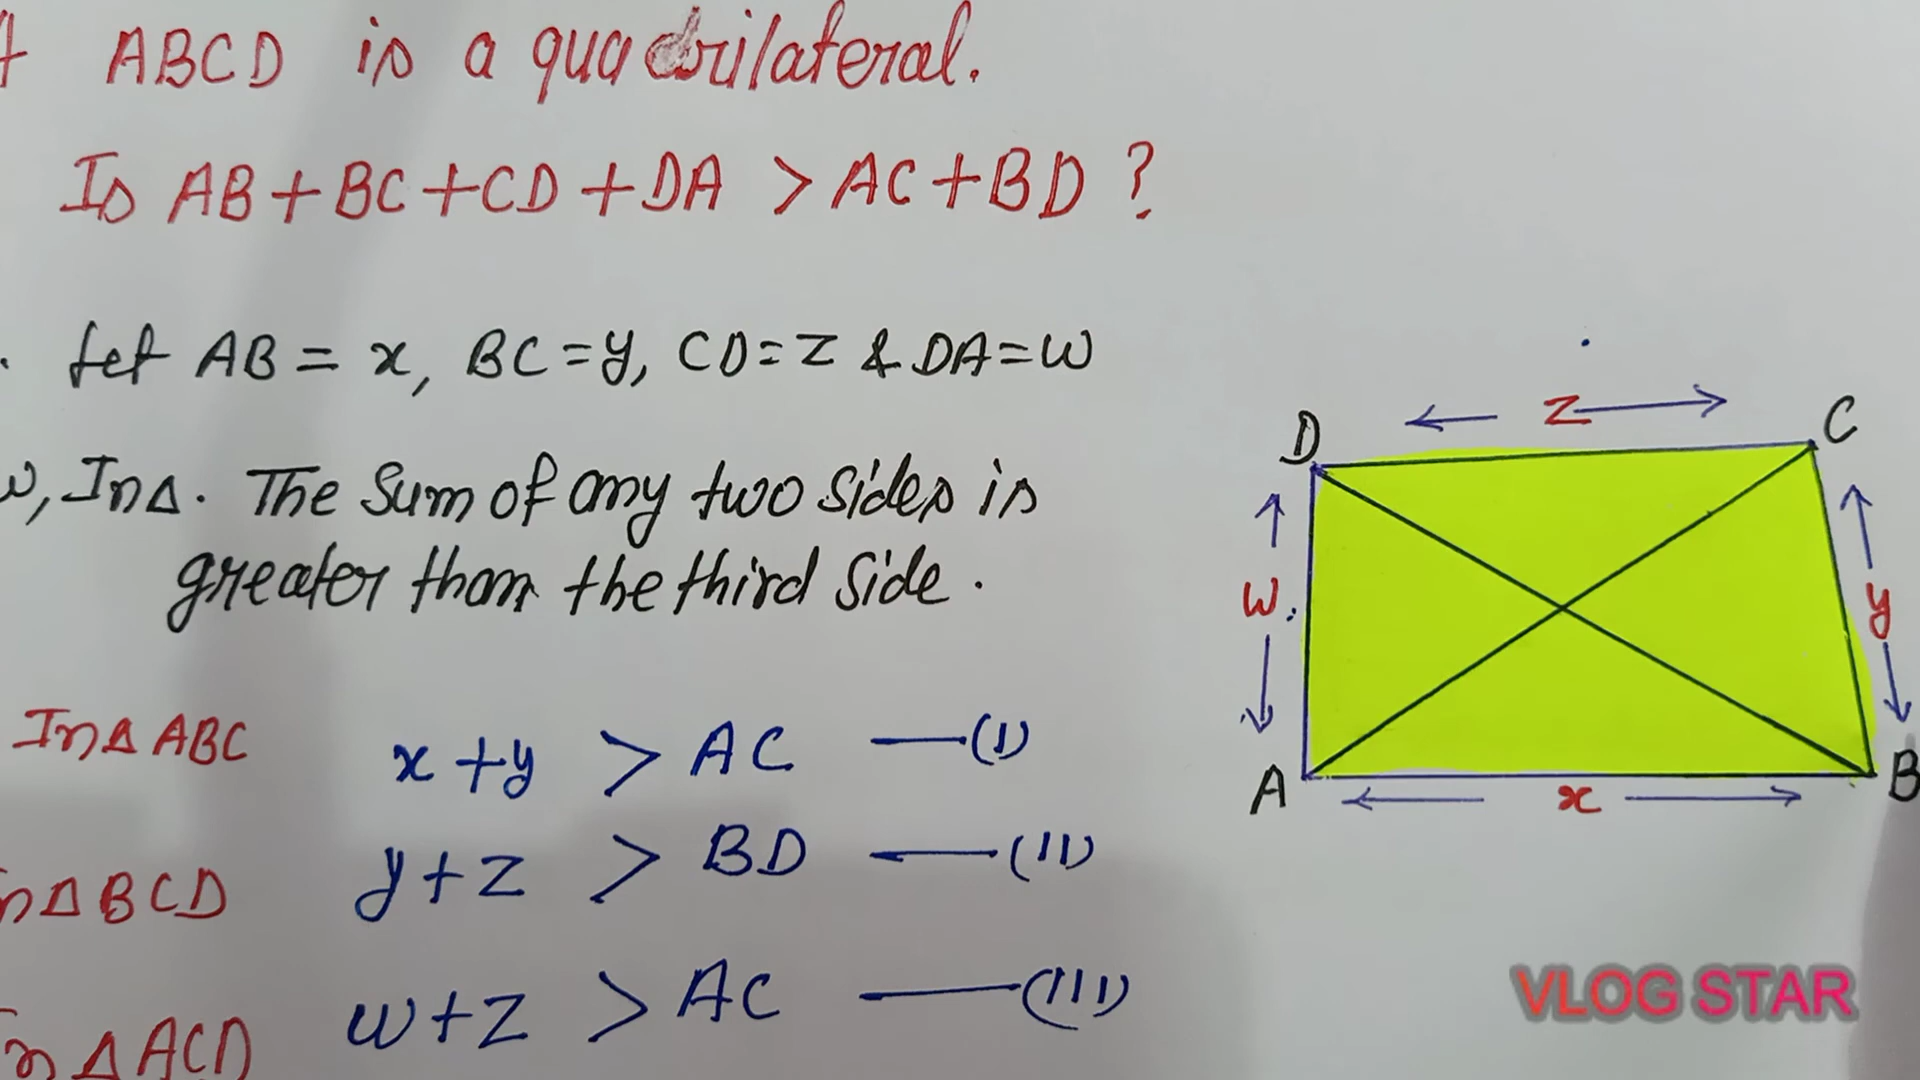 ABCD is a quadrilateral.
Is AB+BC+CD+DA > AC+BD ?
Let AB = x, BC=y, CD=z & DA=w
In Δ. The sum of any two sides is
greater than the third side.
In Δ ABC x+y > AC —(I)
Δ BCD y+z > BD —(II)
Δ ACD w+z > AC —(III)
D z C
w y
A x B
VLOG STAR